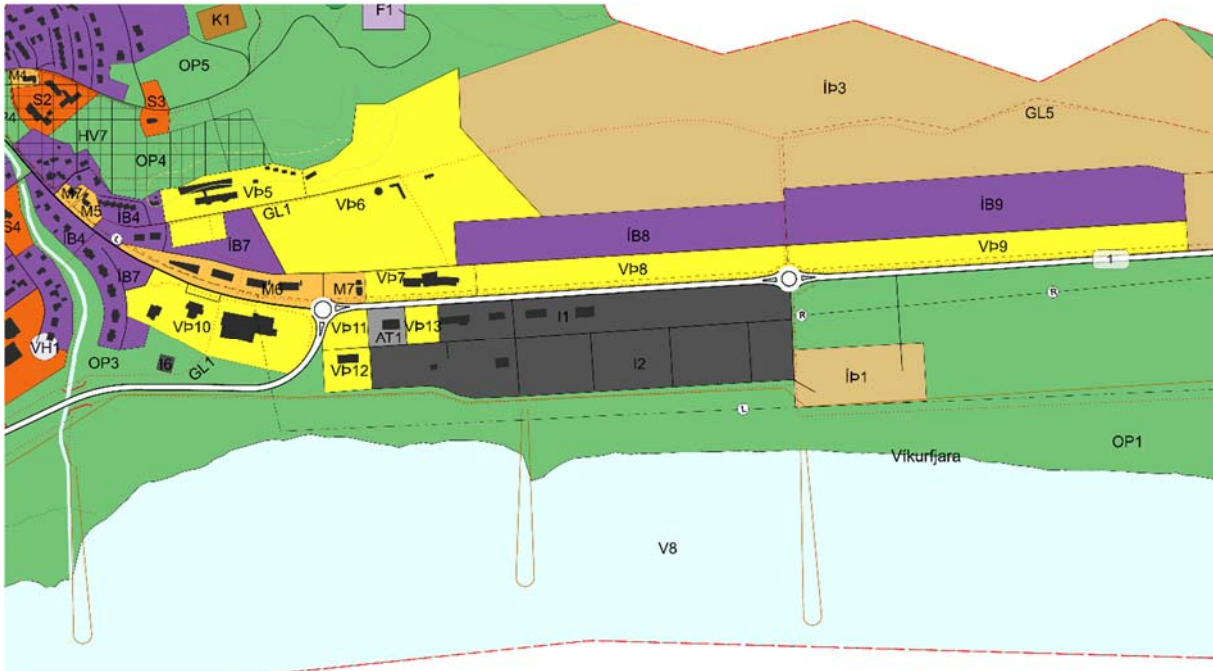 K1
F1
OP5
M4
S2
S3
ÍÞ3
P4
HV7
GL5
OP4
VÞ5
M7
M5
ÍB4
GL1
VÞ6
ÍB9
S4
ÍB4
ÍB7
ÍB8
VÞ9
ÍB7
VÞ7
VÞ8
1
M6
M7
R
VÞ10
VÞ11
VÞ13
I1
R
AT1
VH1
OP3
I6
GL1
VÞ12
I2
ÍÞ1
L
OP1
Víkurfjara
V8